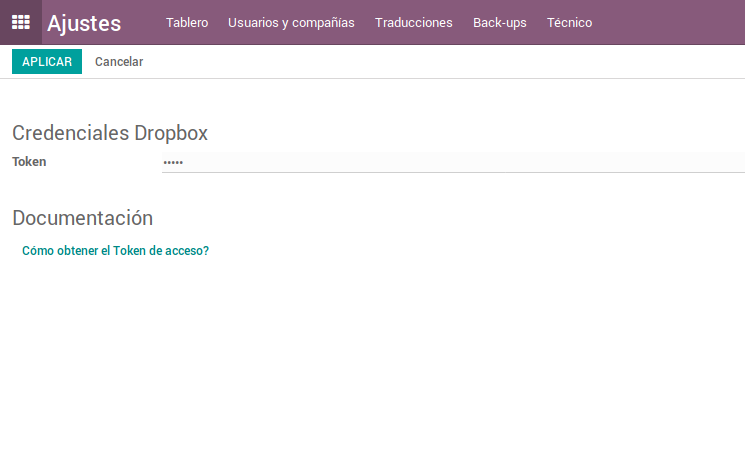 Ajustes Tablero Usuarios y compañías Traducciones Back-ups Técnico
APLICAR Cancelar
Credenciales Dropbox
Token •••••
Documentación
Cómo obtener el Token de acceso?